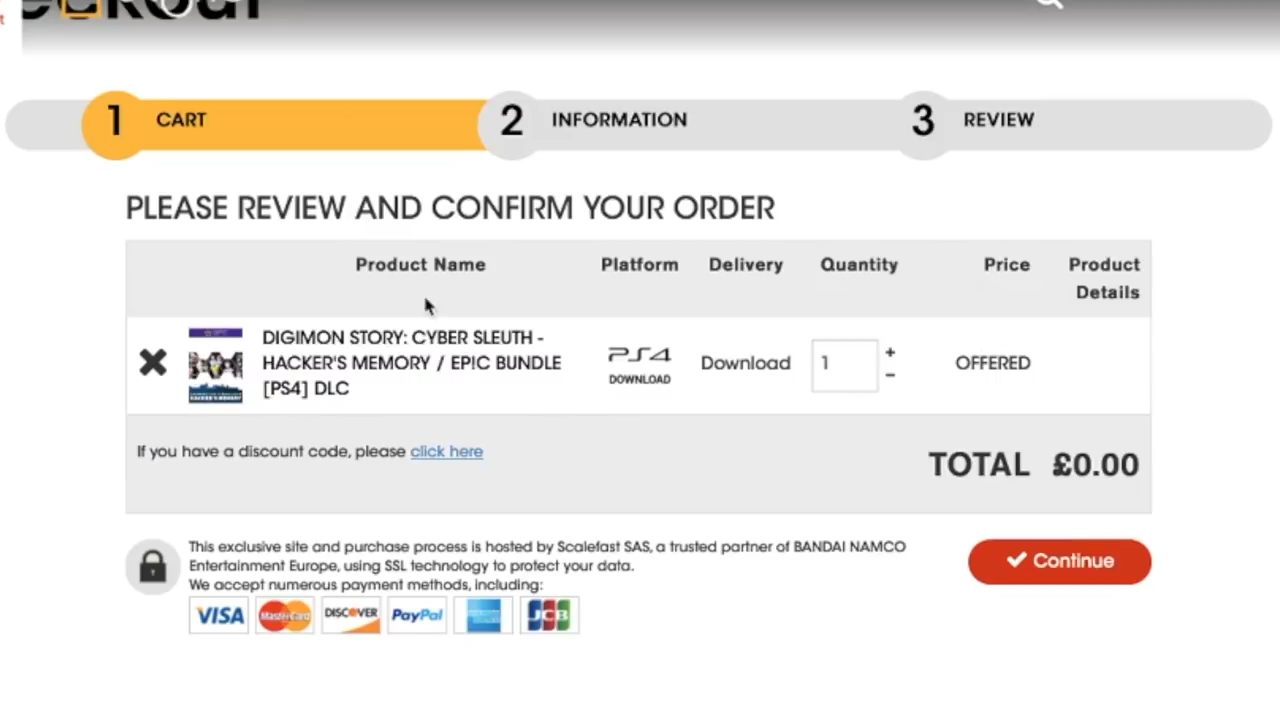 1 CART 2 INFORMATION 3 REVIEW
PLEASE REVIEW AND CONFIRM YOUR ORDER
Product Name Platform Delivery Quantity Price Product
Details
DIGIMON STORY: CYBER SLEUTH -
HACKER'S MEMORY / EPIC BUNDLE
[PS4] DLC
PS4
DOWNLOAD
Download
1
+
−
OFFERED
If you have a discount code, please click here
TOTAL £0.00
This exclusive site and purchase process is hosted by Scalefast SAS, a trusted partner of BANDAI NAMCO
Entertainment Europe, using SSL technology to protect your data.
We accept numerous payment methods, including:
Continue
VISA MasterCard DISCOVER PayPal JCB